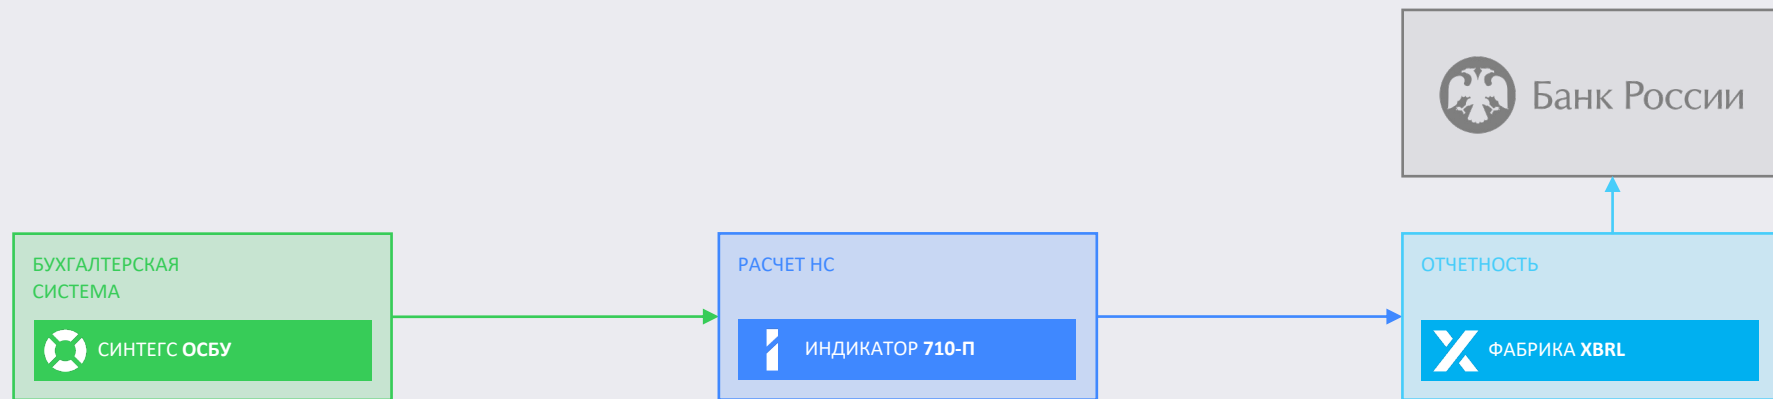 Банк России
БУХГАЛТЕРСКАЯ
СИСТЕМА
СИНТЕГС ОСБУ
РАСЧЕТ НС
ИНДИКАТОР 710-П
ОТЧЕТНОСТЬ
ФАБРИКА XBRL